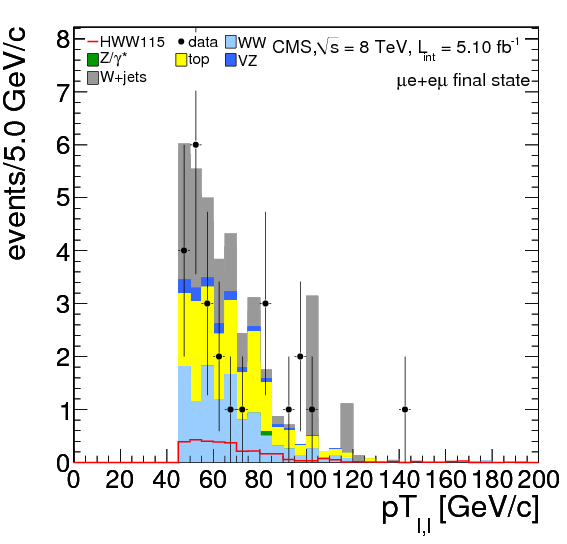 HWW115 data WW
Z/γ* top VZ
W+jets
CMS,√s = 8 TeV, L_int = 5.10 fb⁻¹
μe+eμ final state
events/5.0 GeV/c
8
7
6
5
4
3
2
1
0
0 20 40 60 80 100 120 140 160 180 200
pT_l,l [GeV/c]